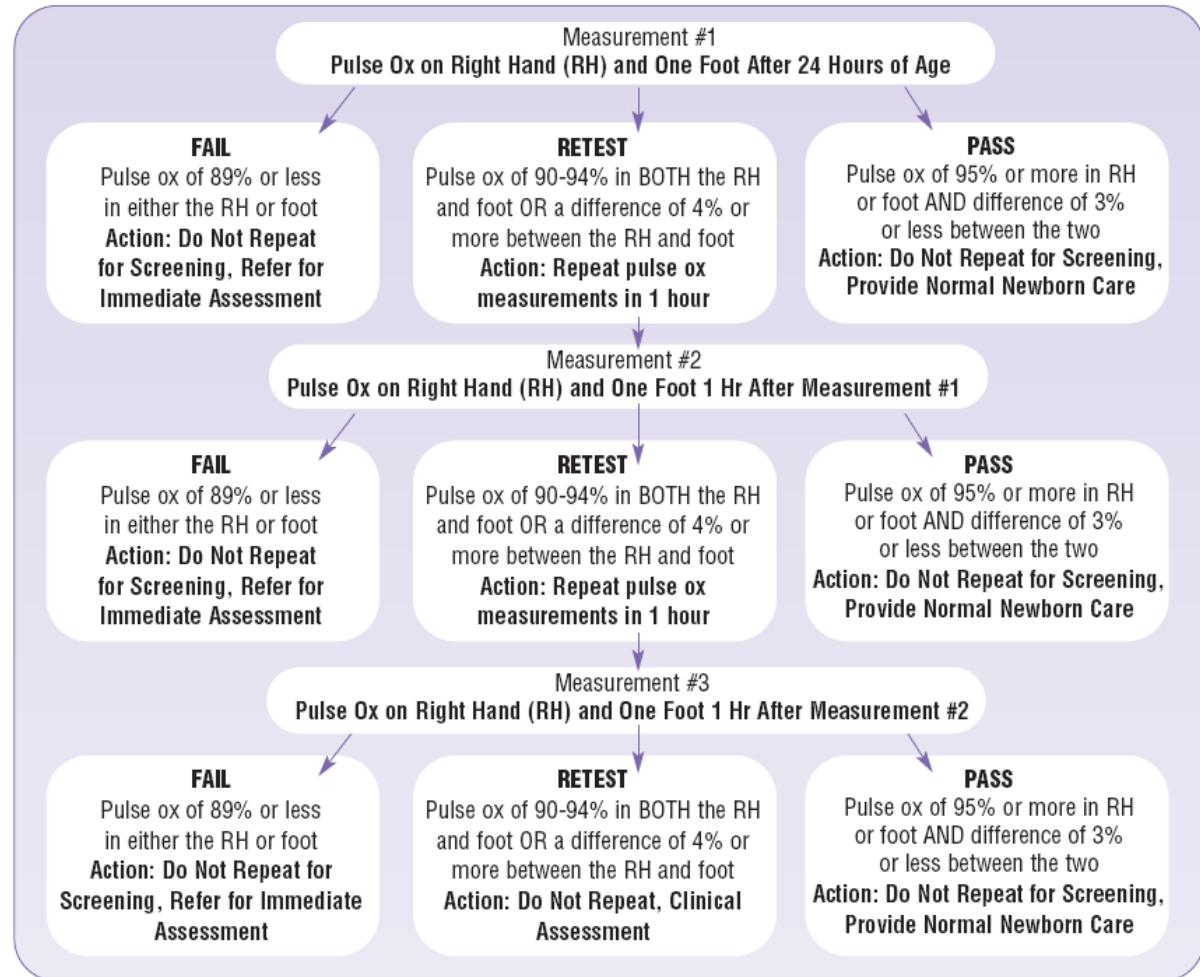 Measurement #1
Pulse Ox on Right Hand (RH) and One Foot After 24 Hours of Age
FAIL
Pulse ox of 89% or less
in either the RH or foot
Action: Do Not Repeat
for Screening, Refer for
Immediate Assessment
RETEST
Pulse ox of 90-94% in BOTH the RH
and foot OR a difference of 4% or
more between the RH and foot
Action: Repeat pulse ox
measurements in 1 hour
PASS
Pulse ox of 95% or more in RH
or foot AND difference of 3%
or less between the two
Action: Do Not Repeat for Screening,
Provide Normal Newborn Care
Measurement #2
Pulse Ox on Right Hand (RH) and One Foot 1 Hr After Measurement #1
FAIL
Pulse ox of 89% or less
in either the RH or foot
Action: Do Not Repeat
for Screening, Refer for
Immediate Assessment
RETEST
Pulse ox of 90-94% in BOTH the RH
and foot OR a difference of 4% or
more between the RH and foot
Action: Repeat pulse ox
measurements in 1 hour
PASS
Pulse ox of 95% or more in RH
or foot AND difference of 3%
or less between the two
Action: Do Not Repeat for Screening,
Provide Normal Newborn Care
Measurement #3
Pulse Ox on Right Hand (RH) and One Foot 1 Hr After Measurement #2
FAIL
Pulse ox of 89% or less
in either the RH or foot
Action: Do Not Repeat for
Screening, Refer for Immediate
Assessment
RETEST
Pulse ox of 90-94% in BOTH the RH
and foot OR a difference of 4% or
more between the RH and foot
Action: Do Not Repeat, Clinical
Assessment
PASS
Pulse ox of 95% or more in RH
or foot AND difference of 3%
or less between the two
Action: Do Not Repeat for Screening,
Provide Normal Newborn Care